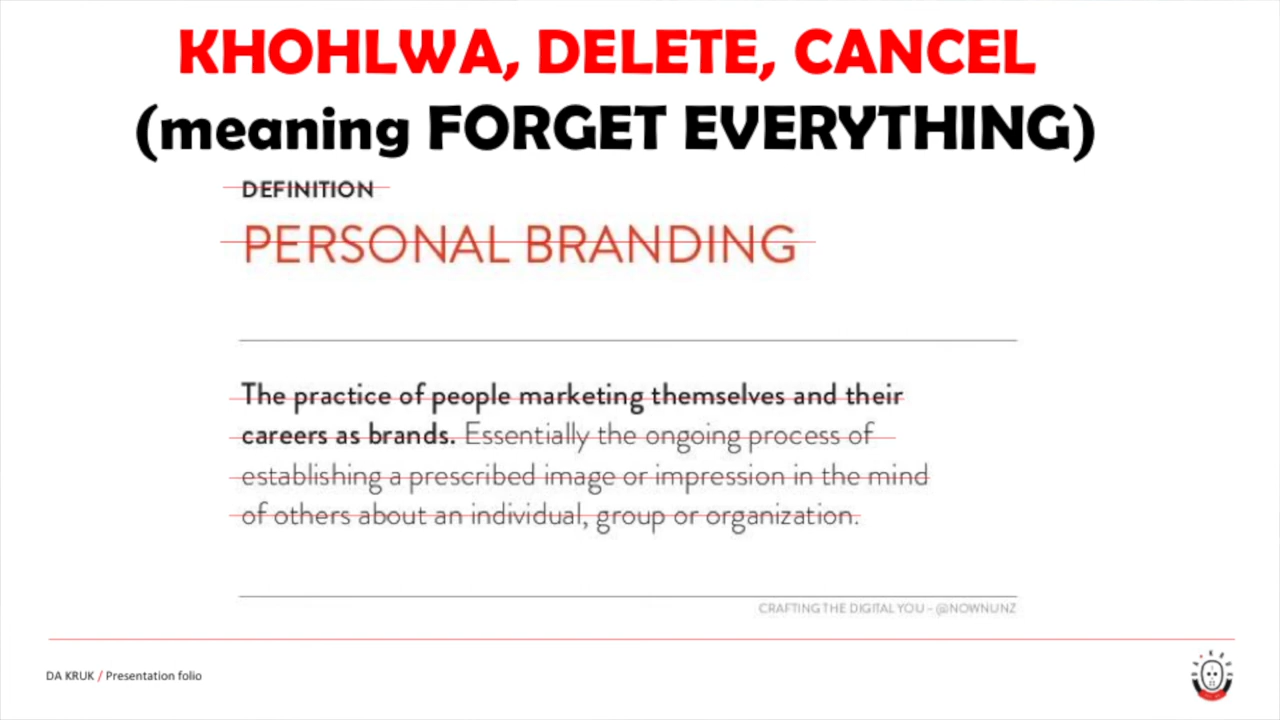 KHOHLWA, DELETE, CANCEL
(meaning FORGET EVERYTHING)
DEFINITION
PERSONAL BRANDING
The practice of people marketing themselves and their
careers as brands. Essentially the ongoing process of
establishing a prescribed image or impression in the mind
of others about an individual, group or organization.
CRAFTING THE DIGITAL YOU - @NOWNUNZ
DA KRUK / Presentation folio